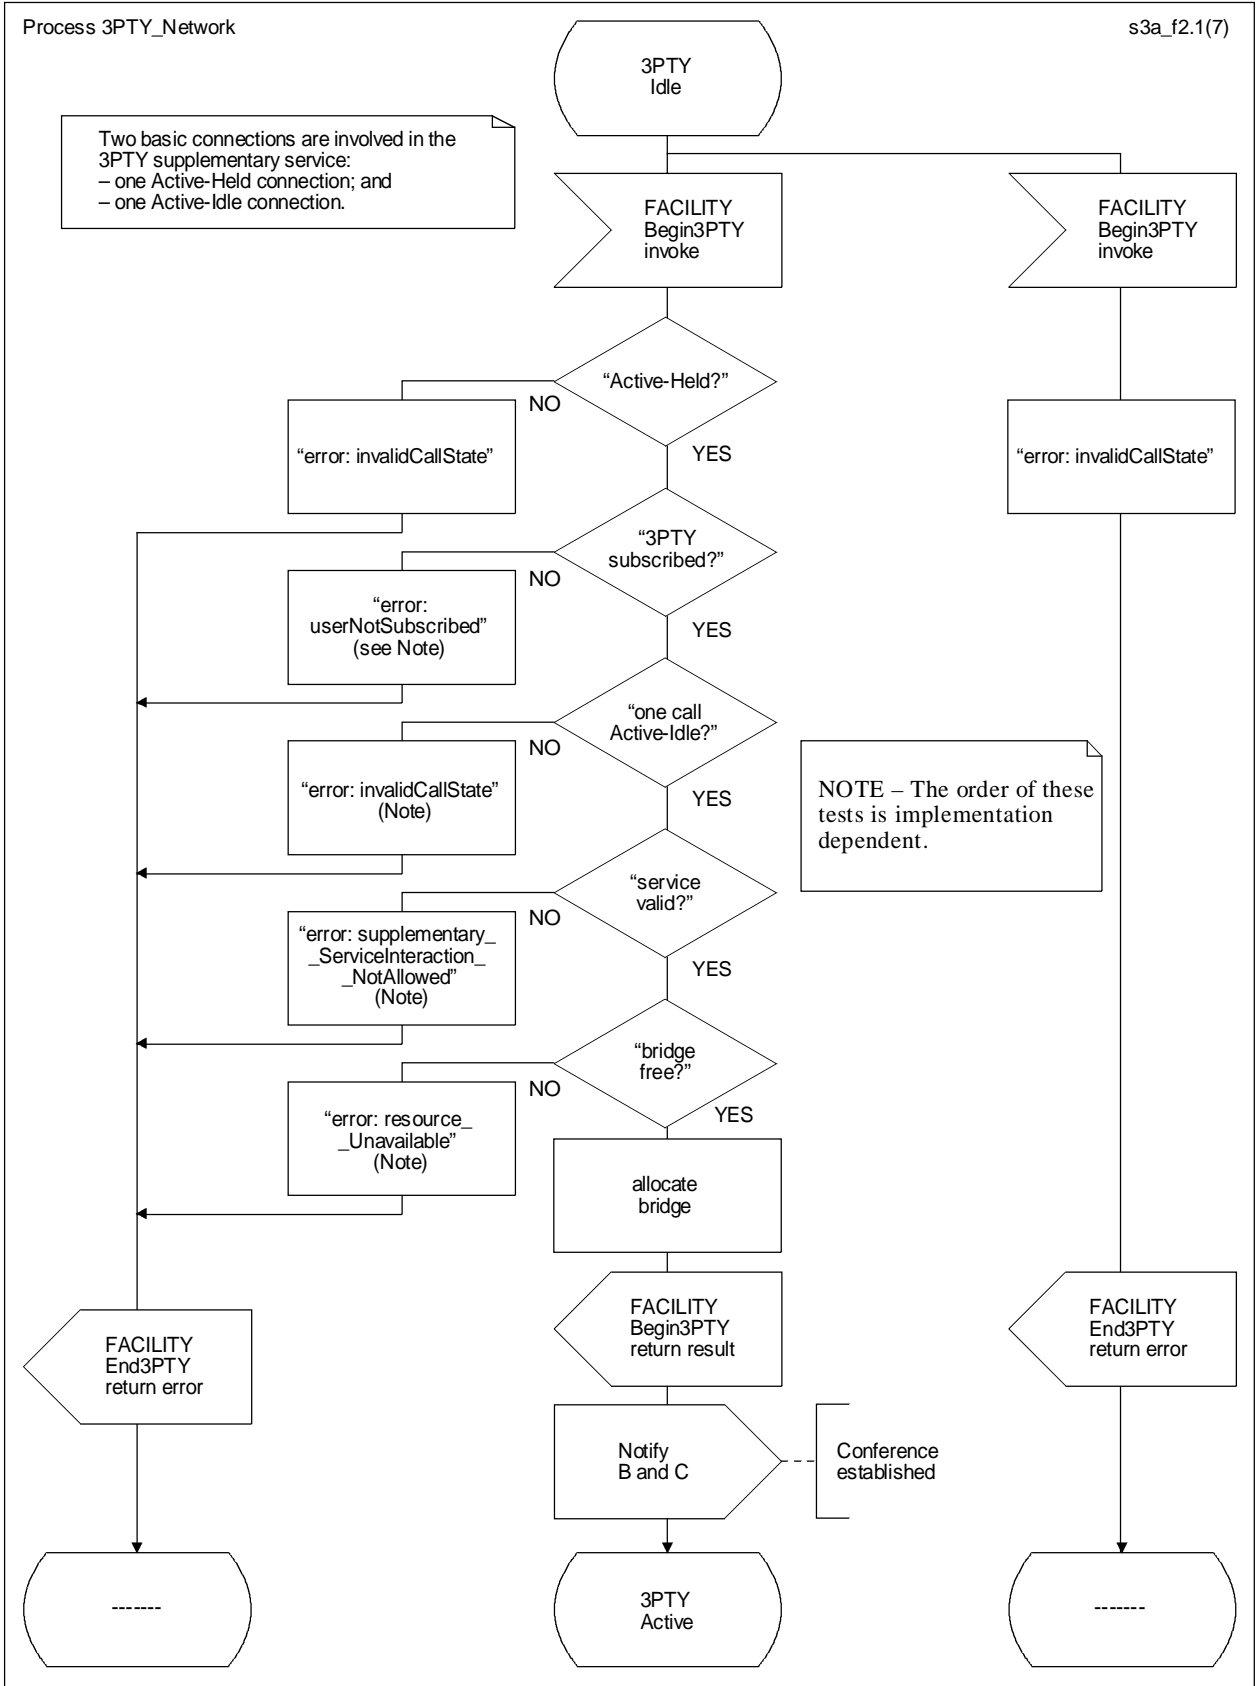 Process 3PTY_Network
s3a_f2.1(7)
3PTY
Idle
Two basic connections are involved in the
3PTY supplementary service:
– one Active-Held connection; and
– one Active-Idle connection.
FACILITY
Begin3PTY
invoke
FACILITY
Begin3PTY
invoke
“Active-Held?”
NO
YES
“error: invalidCallState”
“error: invalidCallState”
“3PTY
subscribed?”
NO
YES
“error:
userNotSubscribed”
(see Note)
“one call
Active-Idle?”
NO
YES
“error: invalidCallState”
(Note)
NOTE – The order of these
tests is implementation
dependent.
“service
valid?”
NO
YES
“error: supplementary_
_ServiceInteraction_
_NotAllowed”
(Note)
“bridge
free?”
NO
YES
“error: resource_
_Unavailable”
(Note)
allocate
bridge
FACILITY
End3PTY
return error
FACILITY
Begin3PTY
return result
FACILITY
End3PTY
return error
Notify
B and C
Conference
established
-------
3PTY
Active
-------